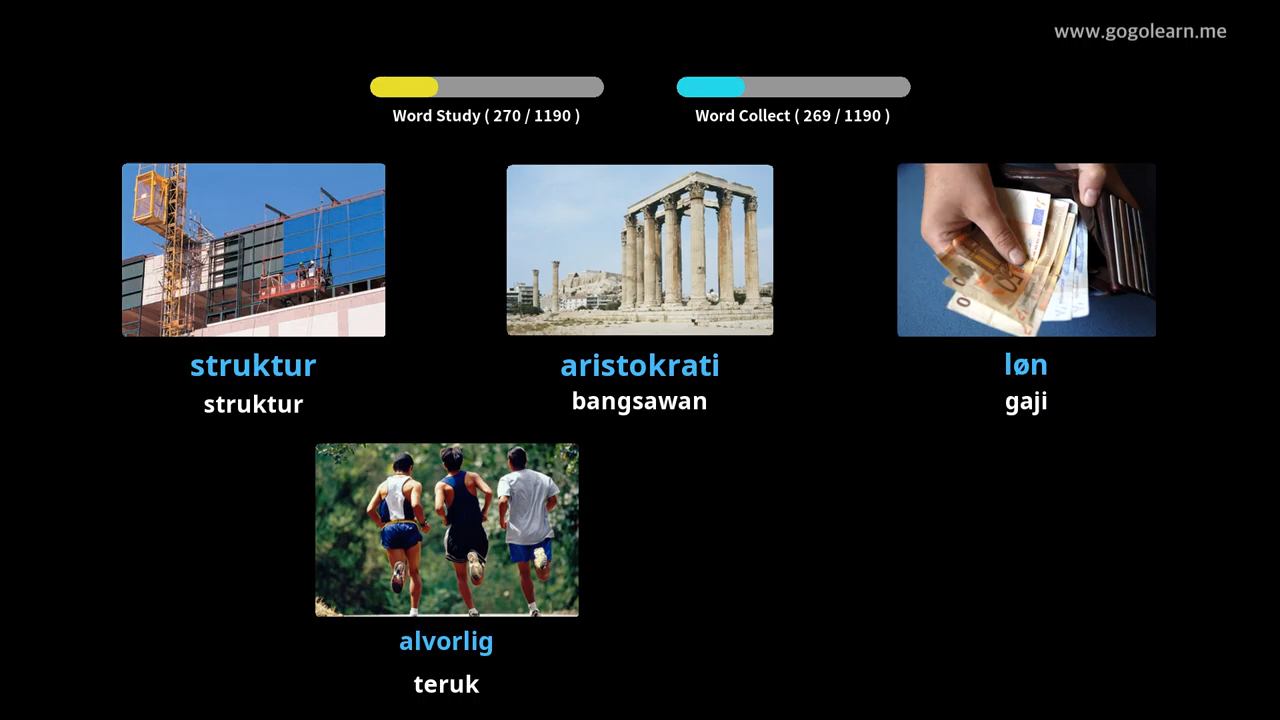 www.gogolearn.me
Word Study ( 270 / 1190 )
Word Collect ( 269 / 1190 )
struktur
struktur
aristokrati
bangsawan
løn
gaji
alvorlig
teruk